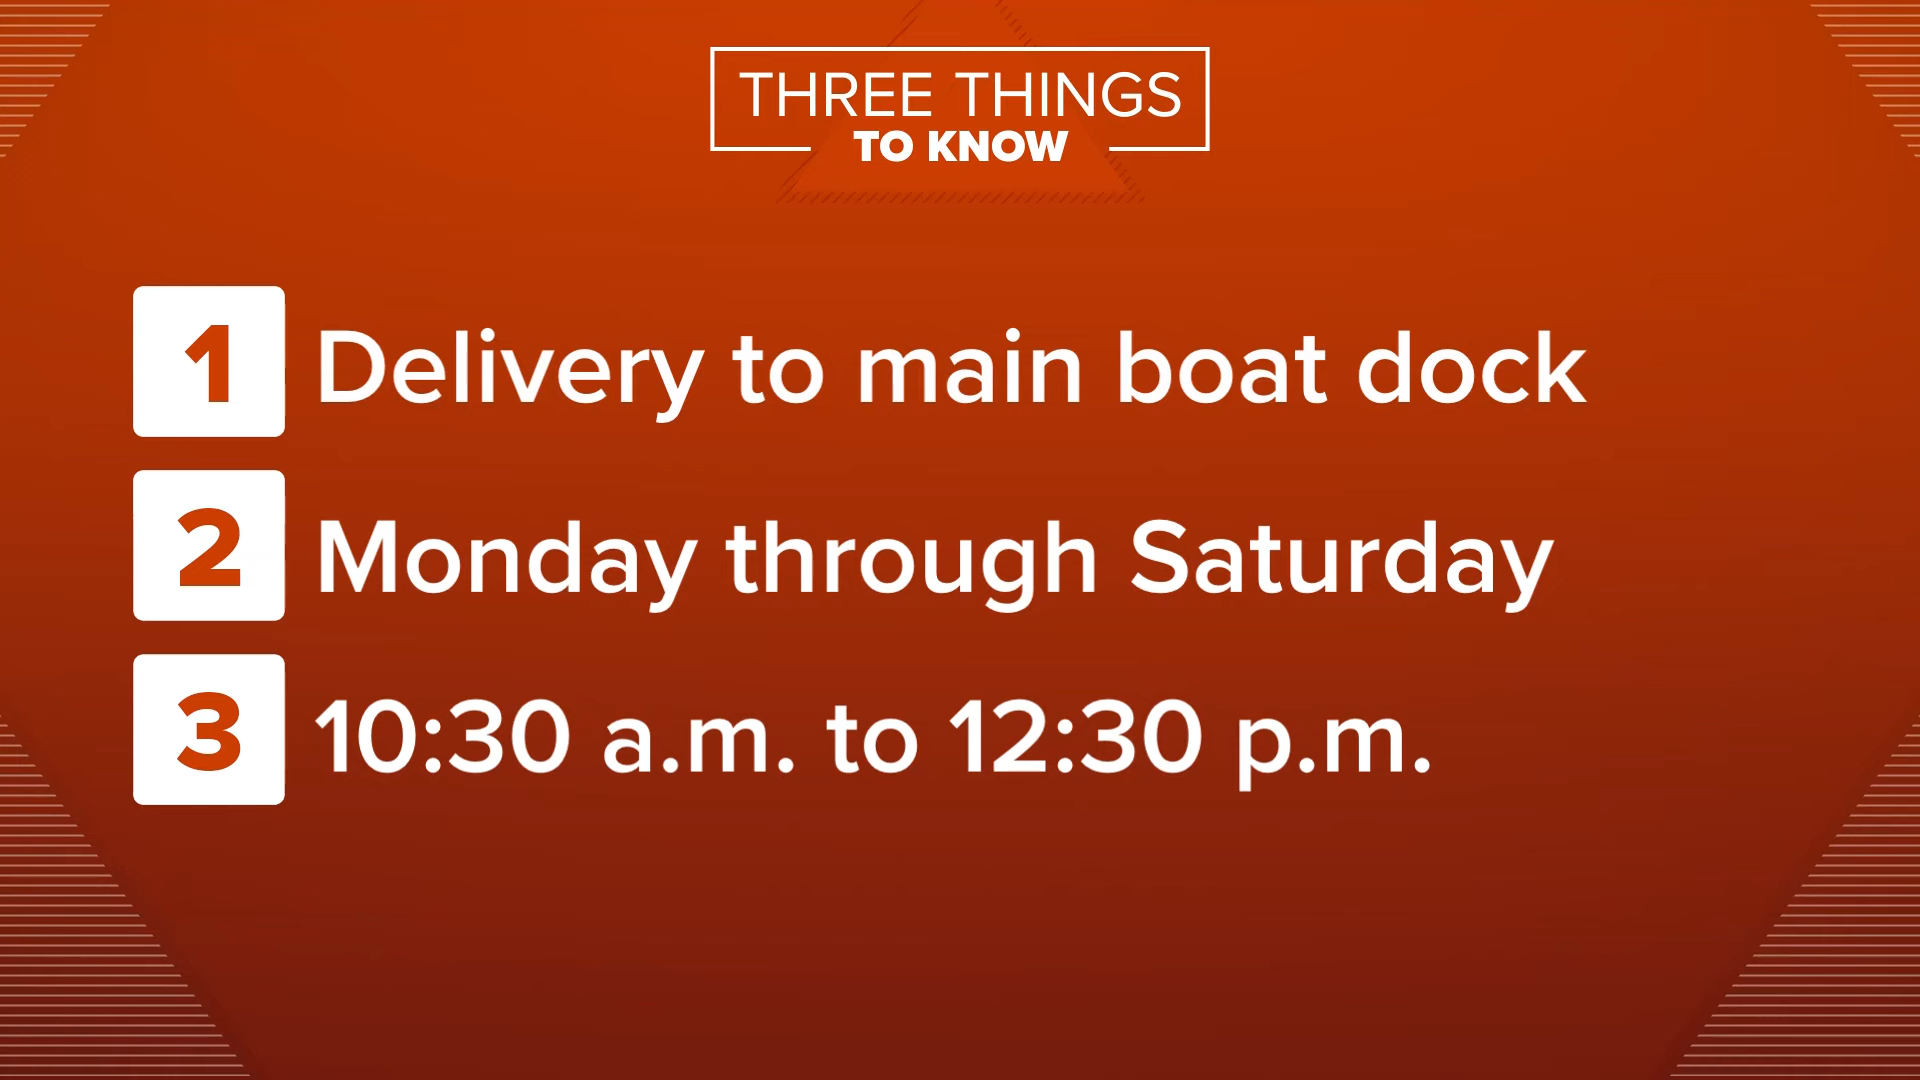 THREE THINGS
TO KNOW
1 Delivery to main boat dock
2 Monday through Saturday
3 10:30 a.m. to 12:30 p.m.